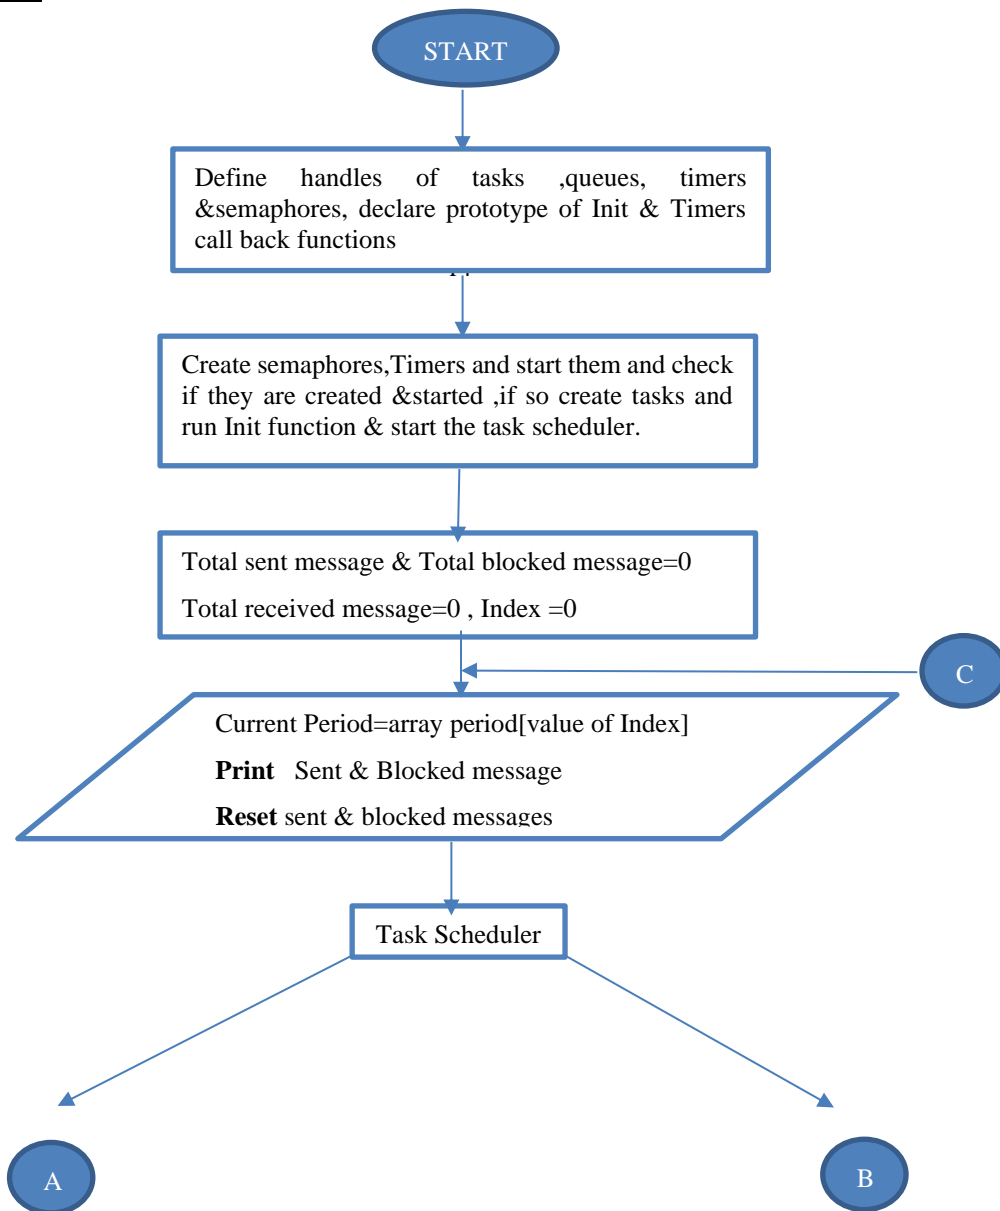 START
Define handles of tasks ,queues, timers
&semaphores, declare prototype of Init & Timers
call back functions
Create semaphores,Timers and start them and check
if they are created &started ,if so create tasks and
run Init function & start the task scheduler.
Total sent message & Total blocked message=0
Total received message=0 , Index =0
C
Current Period=array period[value of Index]
Print Sent & Blocked message
Reset sent & blocked messages
Task Scheduler
A
B